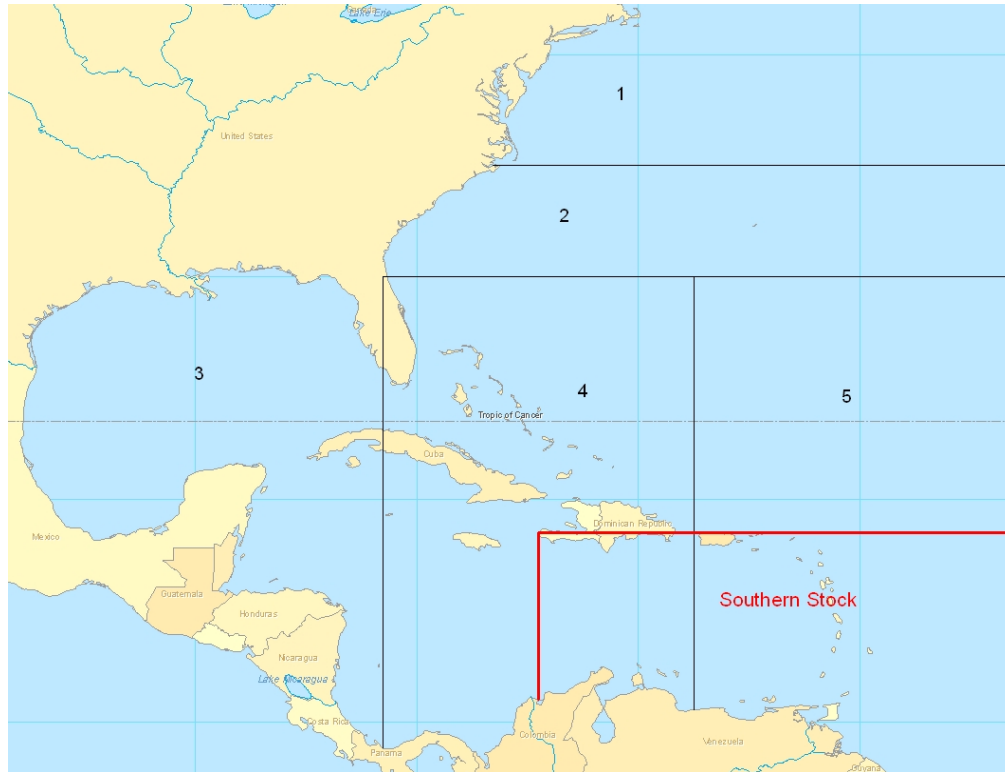 Lake Erie
1
United States
2
3
4
5
Tropic of Cancer
Cuba
Mexico
Dominican Republic
Guatemala
Honduras
Southern Stock
Nicaragua
Lake Nicaragua
Costa Rica
Panama
Colombia
Venezuela
Guyana